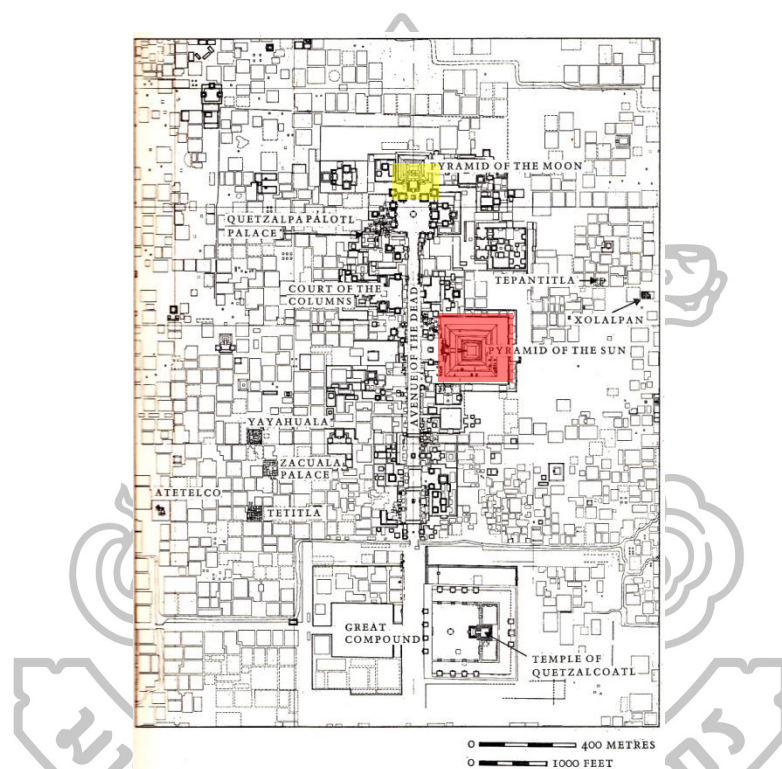 PYRAMID OF THE MOON
QUETZALPAPÁLOTL
PALACE
COURT OF THE
COLUMNS
TEPANTITLA
XOLALPAN
AVENUE OF THE DEAD
PYRAMID OF THE SUN
YAYAHUALA
ZACUALA
PALACE
ATETELCO
TETITLA
GREAT
COMPOUND
TEMPLE OF
QUETZALCOATL
0 400 METRES
0 1000 FEET